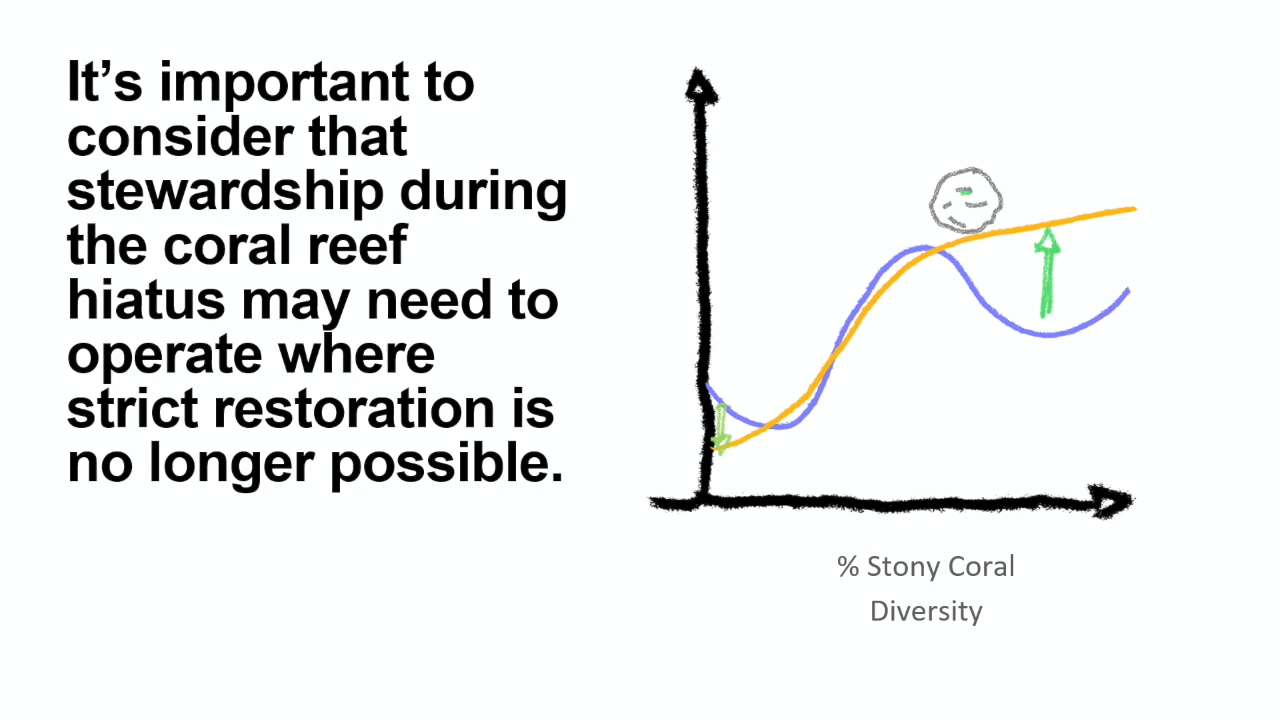 It’s important to
consider that
stewardship during
the coral reef
hiatus may need to
operate where
strict restoration is
no longer possible.
% Stony Coral
Diversity